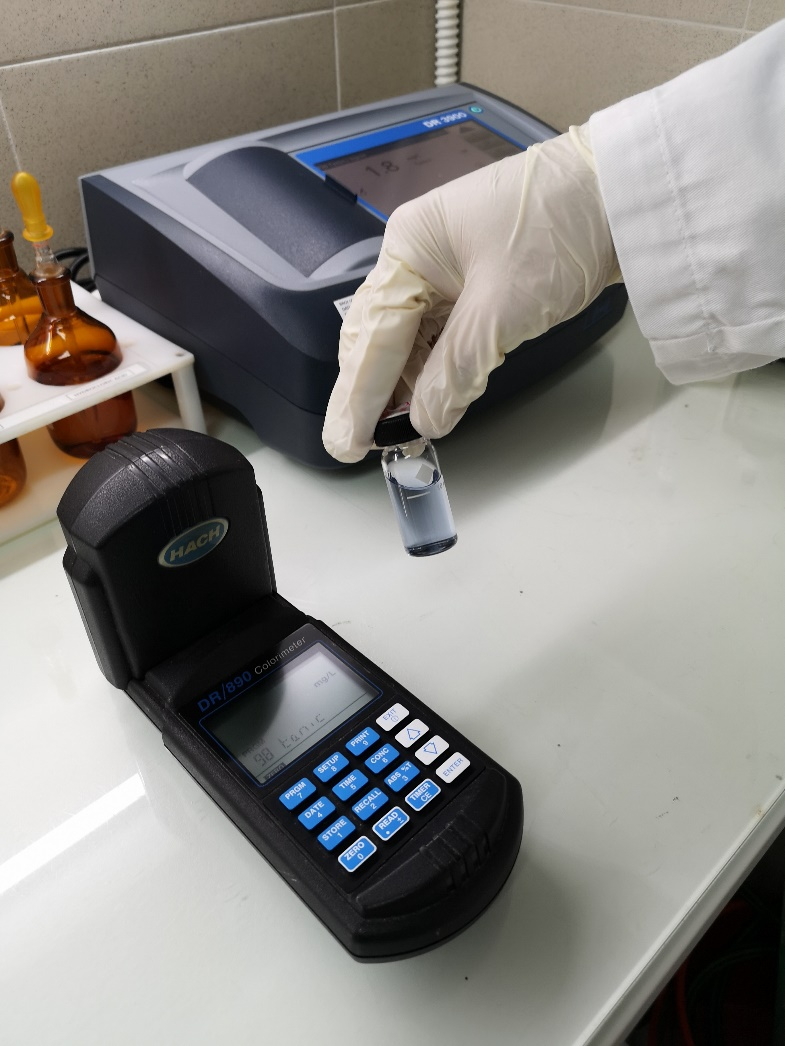 DR 3900
1.8
HACH
DR/890 Colorimeter
mg/L
98 tanic
EXIT
PRINT
9
SETUP
8
PRGM
7
CONC
6
TIME
5
DATE
4
ABS %T
3
RECALL
2
STORE
1
ENTER
TIMER
CE
READ
• ±
ZERO
0